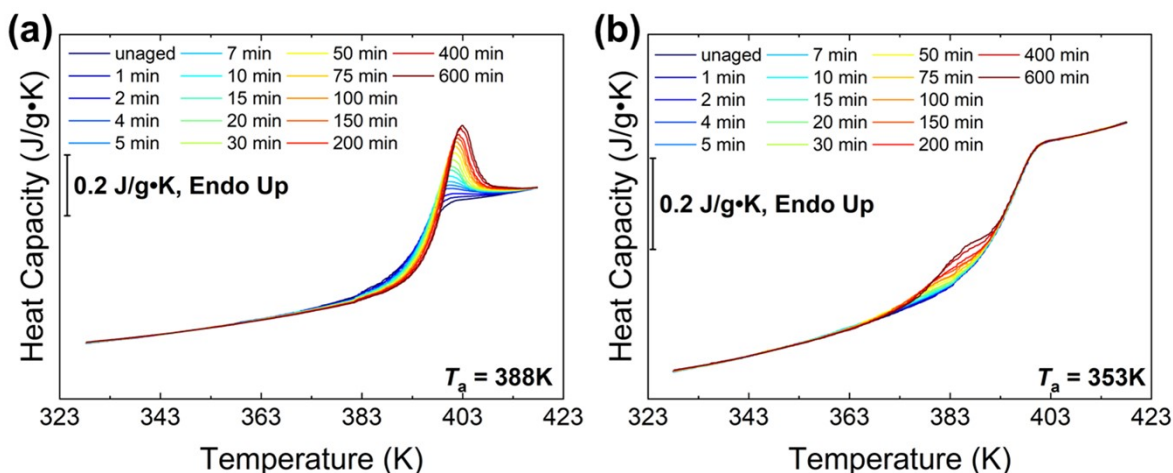 (a)
unaged 7 min 50 min 400 min
1 min 10 min 75 min 600 min
2 min 15 min 100 min
4 min 20 min 150 min
5 min 30 min 200 min
0.2 J/g•K, Endo Up
Heat Capacity (J/g•K)
Ta = 388K
323 343 363 383 403 423
Temperature (K)
(b)
unaged 7 min 50 min 400 min
1 min 10 min 75 min 600 min
2 min 15 min 100 min
4 min 20 min 150 min
5 min 30 min 200 min
0.2 J/g•K, Endo Up
Heat Capacity (J/g•K)
Ta = 353K
323 343 363 383 403 423
Temperature (K)